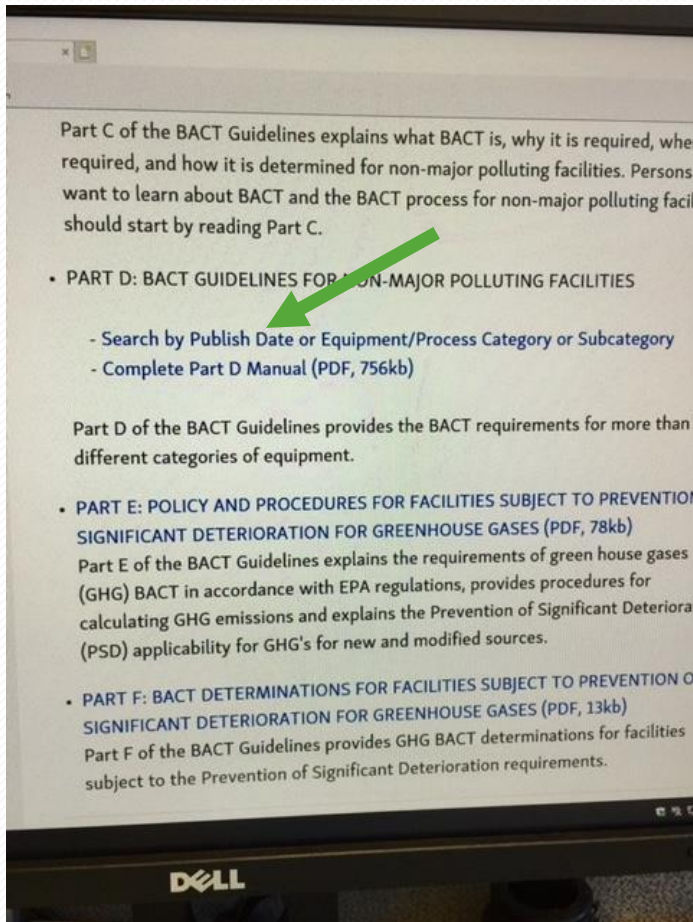 Part C of the BACT Guidelines explains what BACT is, why it is required,
required, and how it is determined for non-major polluting facilities. Persons
want to learn about BACT and the BACT process for non-major polluting
should start by reading Part C.
• PART D: BACT GUIDELINES FOR NON-MAJOR POLLUTING FACILITIES
- Search by Publish Date or Equipment/Process Category or Subcategory
- Complete Part D Manual (PDF, 756kb)
Part D of the BACT Guidelines provides the BACT requirements for more than
different categories of equipment.
• PART E: POLICY AND PROCEDURES FOR FACILITIES SUBJECT TO PREVENTION
SIGNIFICANT DETERIORATION FOR GREENHOUSE GASES (PDF, 78kb)
Part E of the BACT Guidelines explains the requirements of green house gases
(GHG) BACT in accordance with EPA regulations, provides procedures for
calculating GHG emissions and explains the Prevention of Significant
(PSD) applicability for GHG's for new and modified sources.
• PART F: BACT DETERMINATIONS FOR FACILITIES SUBJECT TO PREVENTION
SIGNIFICANT DETERIORATION FOR GREENHOUSE GASES (PDF, 13kb)
Part F of the BACT Guidelines provides GHG BACT determinations for facilities
subject to the Prevention of Significant Deterioration requirements.
DELL